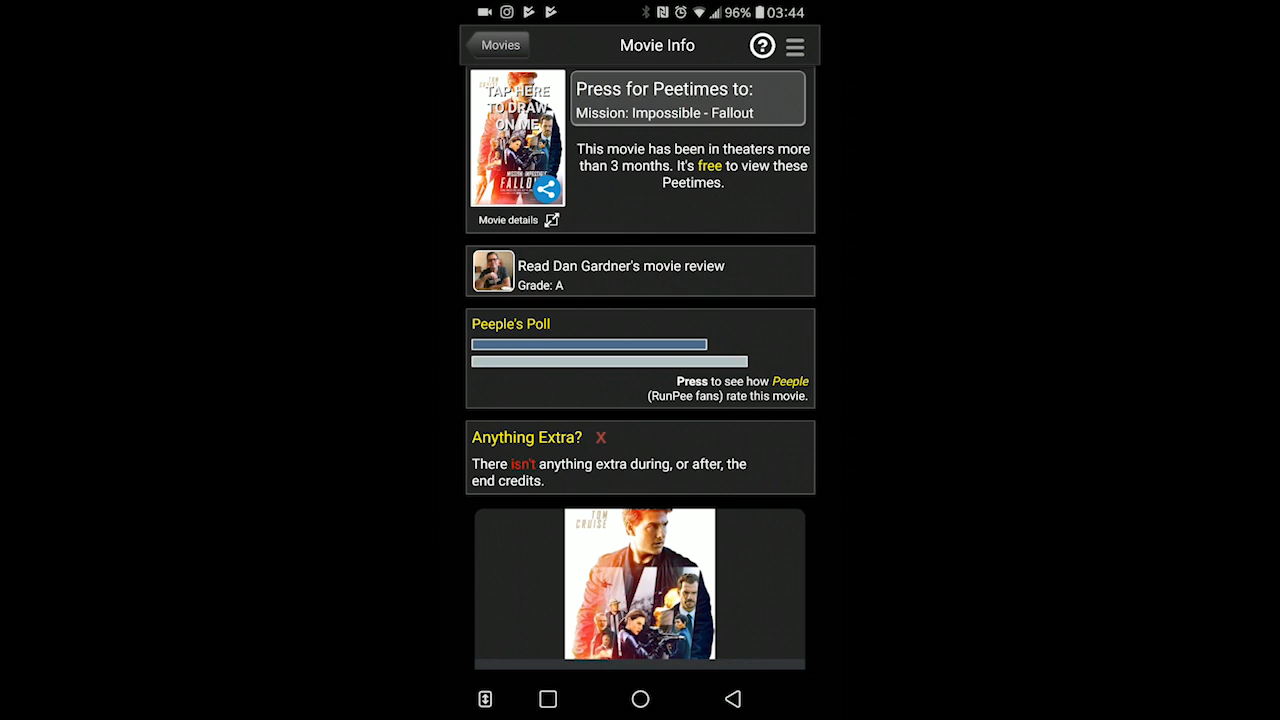 96% 03:44
Movies
Movie Info
?
TOM
TAP HERE
TO DRAW
ON ME
MISSION: IMPOSSIBLE
FALLOUT
Movie details
Press for Peetimes to:
Mission: Impossible - Fallout
This movie has been in theaters more
than 3 months. It's free to view these
Peetimes.
Read Dan Gardner's movie review
Grade: A
Peeple's Poll
Press to see how Peeple
(RunPee fans) rate this movie.
Anything Extra? X
There isn't anything extra during, or after, the
end credits.
TOM
CRUISE